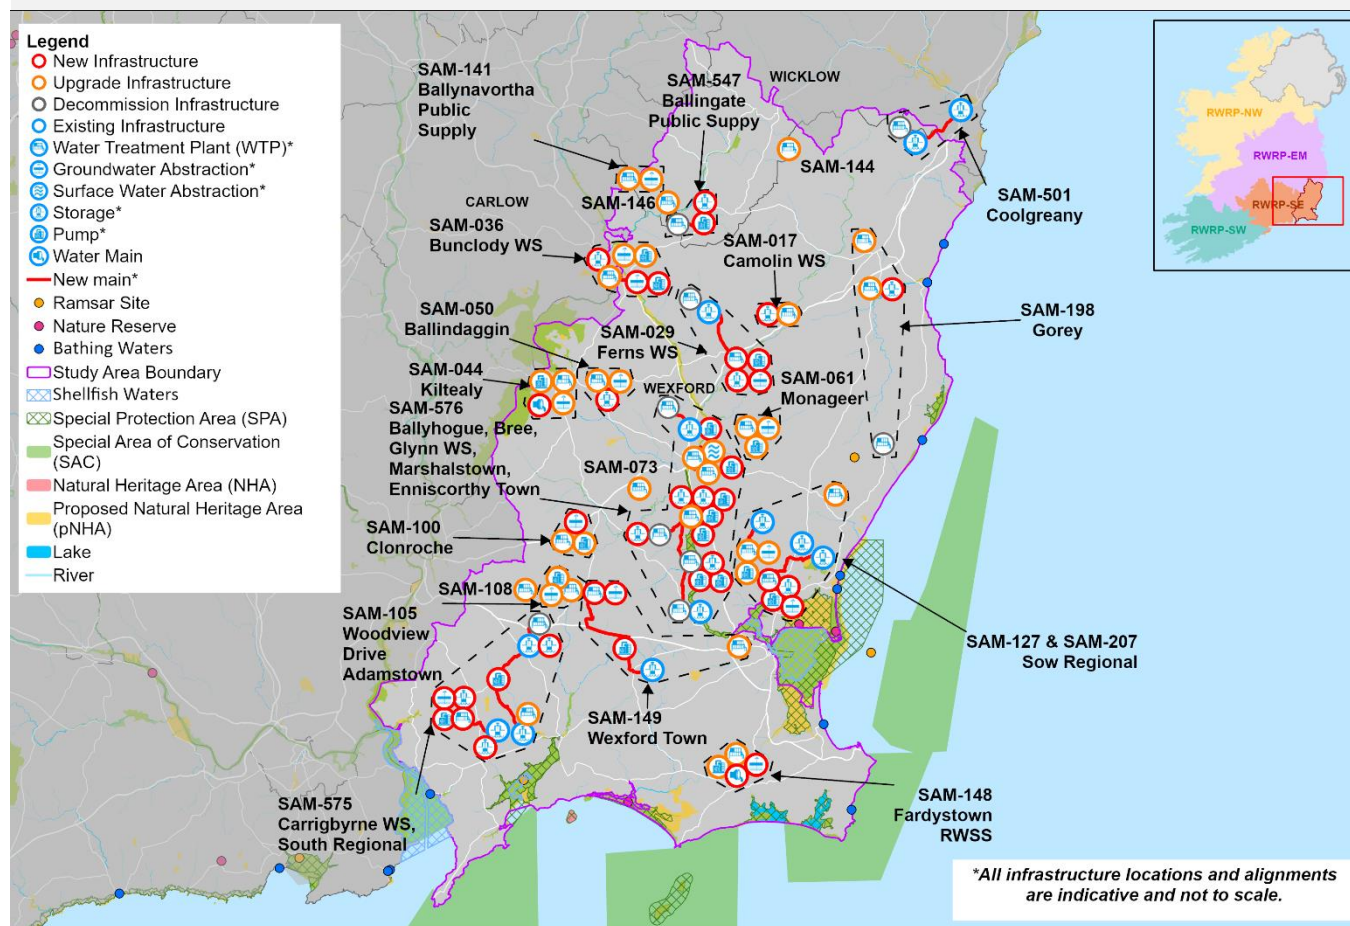 Legend
New Infrastructure
Upgrade Infrastructure
Decommission Infrastructure
Existing Infrastructure
Water Treatment Plant (WTP)*
Groundwater Abstraction*
Surface Water Abstraction*
Storage*
Pump*
Water Main
New main*
Ramsar Site
Nature Reserve
Bathing Waters
Study Area Boundary
Shellfish Waters
Special Protection Area (SPA)
Special Area of Conservation
(SAC)
Natural Heritage Area (NHA)
Proposed Natural Heritage Area
(pNHA)
Lake
River
SAM-141
Ballynavortha
Public
Supply
SAM-547
Ballingate
Public Suppy
WICKLOW
SAM-144
SAM-501
Coolgreany
CARLOW
SAM-146
SAM-036
Bunclody WS
SAM-017
Camolin WS
SAM-050
Ballindaggin
SAM-029
Ferns WS
SAM-198
Gorey
SAM-044
Kiltealy
WEXFORD
SAM-061
Monageer
SAM-576
Ballyhogue, Bree,
Glynn WS,
Marshalstown,
Enniscorthy Town
SAM-073
SAM-100
Clonroche
SAM-108
SAM-105
Woodview
Drive
Adamstown
SAM-127 & SAM-207
Sow Regional
SAM-149
Wexford Town
SAM-575
Carrigbyrne WS,
South Regional
SAM-148
Fardystown
RWSS
RWRP-NW
RWRP-EM
RWRP-SE
RWRP-SW
*All infrastructure locations and alignments
are indicative and not to scale.